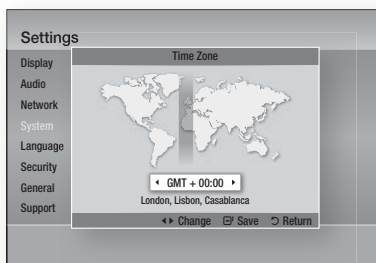 Settings
Display
Audio
Network
System
Language
Security
General
Support
Time Zone
GMT + 00:00
London, Lisbon, Casablanca
Change Save Return